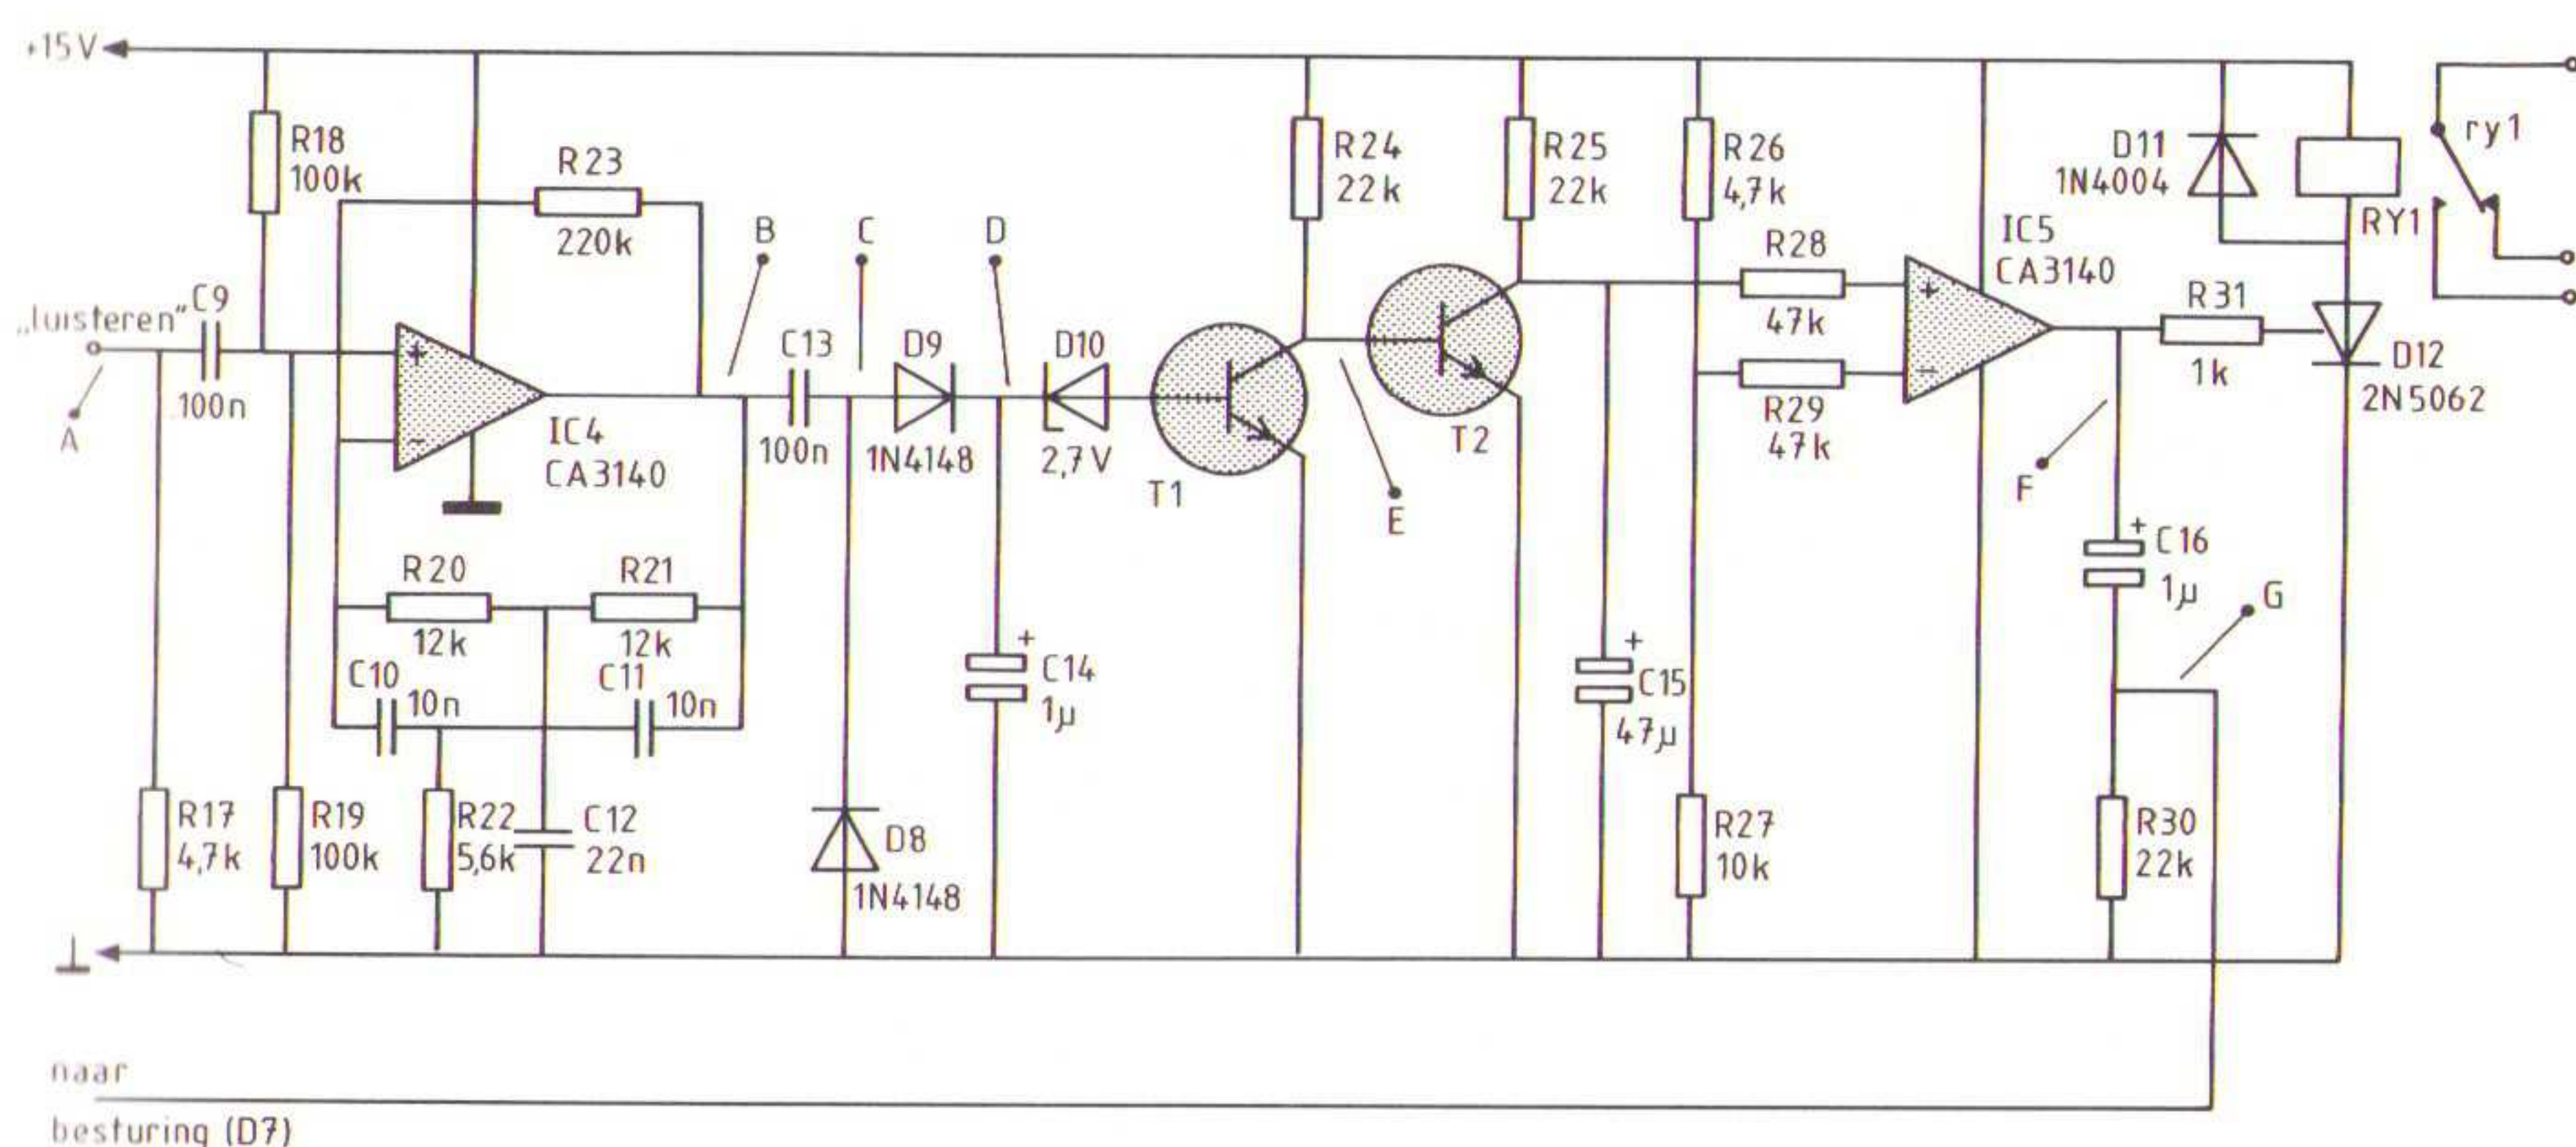 +15V
R18
100k
R23
220k
B
C
D
R24
22k
R25
22k
R26
4,7k
D11
1N4004
RY1
ry1
„luisteren"
C9
100n
A
+
−
IC4
CA3140
C13
100n
D9
1N4148
D10
2,7V
T1
E
T2
R28
47k
R29
47k
+
−
IC5
CA3140
R31
1k
D12
2N5062
F
G
R20
12k
R21
12k
C10
10n
C11
10n
+
C14
1µ
+
C15
47µ
+
C16
1µ
R17
4,7k
R19
100k
R22
5,6k
C12
22n
D8
1N4148
R27
10k
R30
22k
naar
besturing (D7)